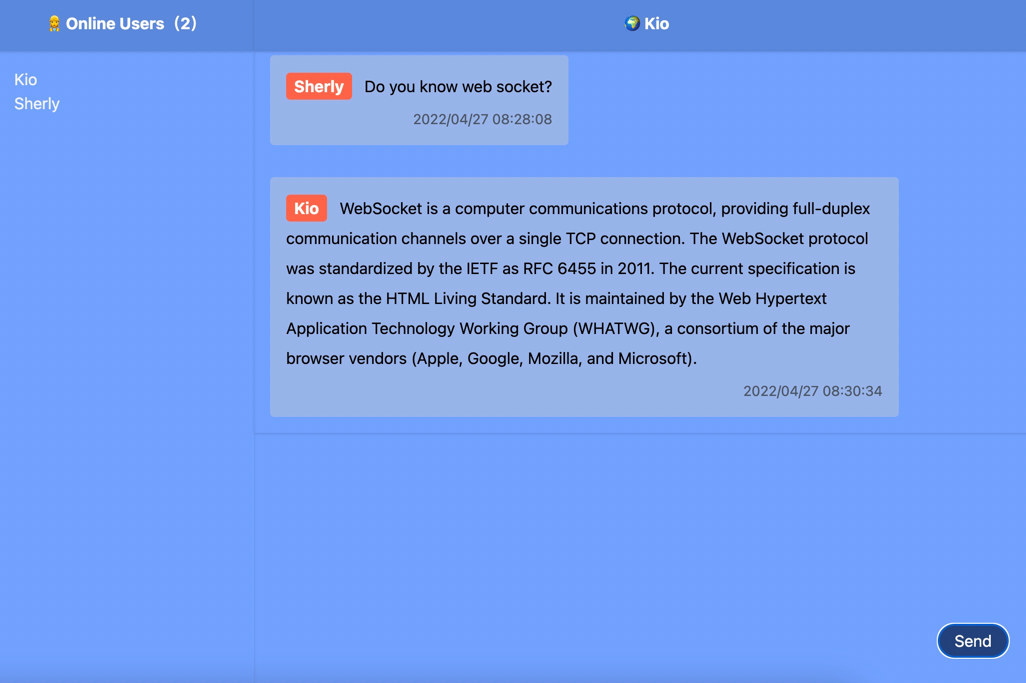 Online Users (2)
Kio
Kio
Sherly
Sherly Do you know web socket?
2022/04/27 08:28:08
Kio WebSocket is a computer communications protocol, providing full-duplex
communication channels over a single TCP connection. The WebSocket protocol
was standardized by the IETF as RFC 6455 in 2011. The current specification is
known as the HTML Living Standard. It is maintained by the Web Hypertext
Application Technology Working Group (WHATWG), a consortium of the major
browser vendors (Apple, Google, Mozilla, and Microsoft).
2022/04/27 08:30:34
Send